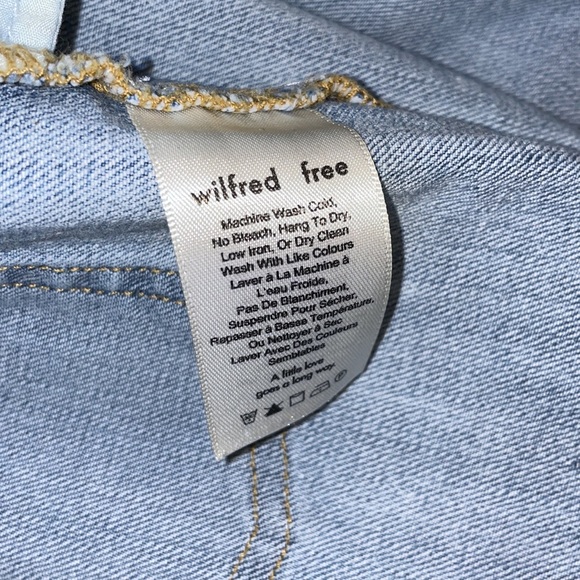 wilfred free
Machine Wash Cold,
No Bleach, Hang To Dry,
Low Iron, Or Dry Clean
Wash With Like Colours
Laver à La Machine à
L'eau Froide,
Pas De Blanchiment,
Suspendre Pour Sécher,
Repasser à Basse Température,
Ou Nettoyer à Sec
Laver Avec Des Couleurs
Semblables
A little love
goes a long way.